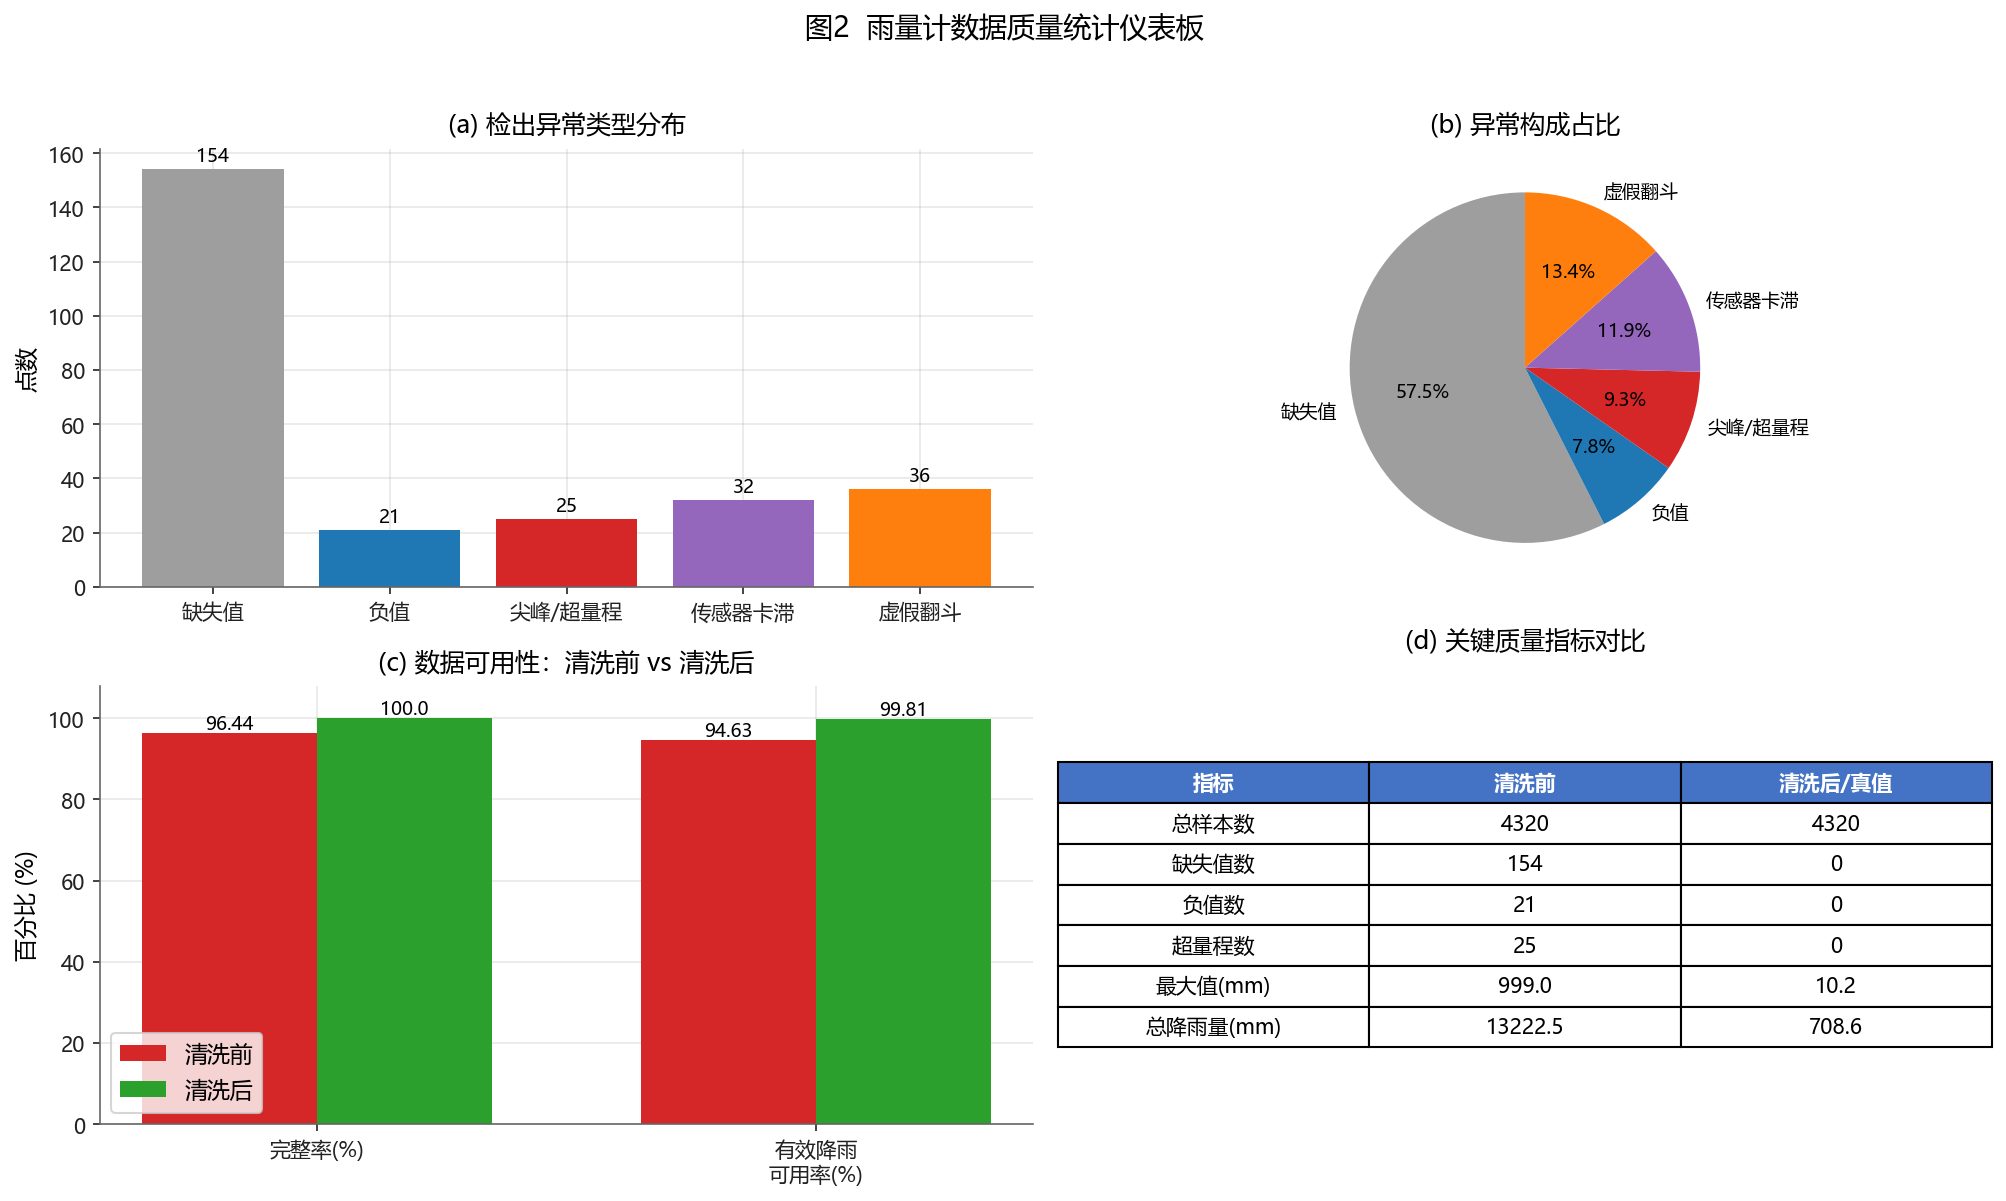 图2  雨量计数据质量统计仪表板
(a) 检出异常类型分布
点数
160
140
120
100
80
60
40
20
0
154
21
25
32
36
缺失值
负值
尖峰/超量程
传感器卡滞
虚假翻斗
(b) 异常构成占比
虚假翻斗
13.4%
传感器卡滞
11.9%
9.3%
尖峰/超量程
57.5%
缺失值
7.8%
负值
(c) 数据可用性：清洗前 vs 清洗后
百分比 (%)
100
80
60
40
20
0
96.44
100.0
94.63
99.81
清洗前
清洗后
完整率(%)
有效降雨
可用率(%)
(d) 关键质量指标对比
指标 清洗前 清洗后/真值
总样本数 4320 4320
缺失值数 154 0
负值数 21 0
超量程数 25 0
最大值(mm) 999.0 10.2
总降雨量(mm) 13222.5 708.6